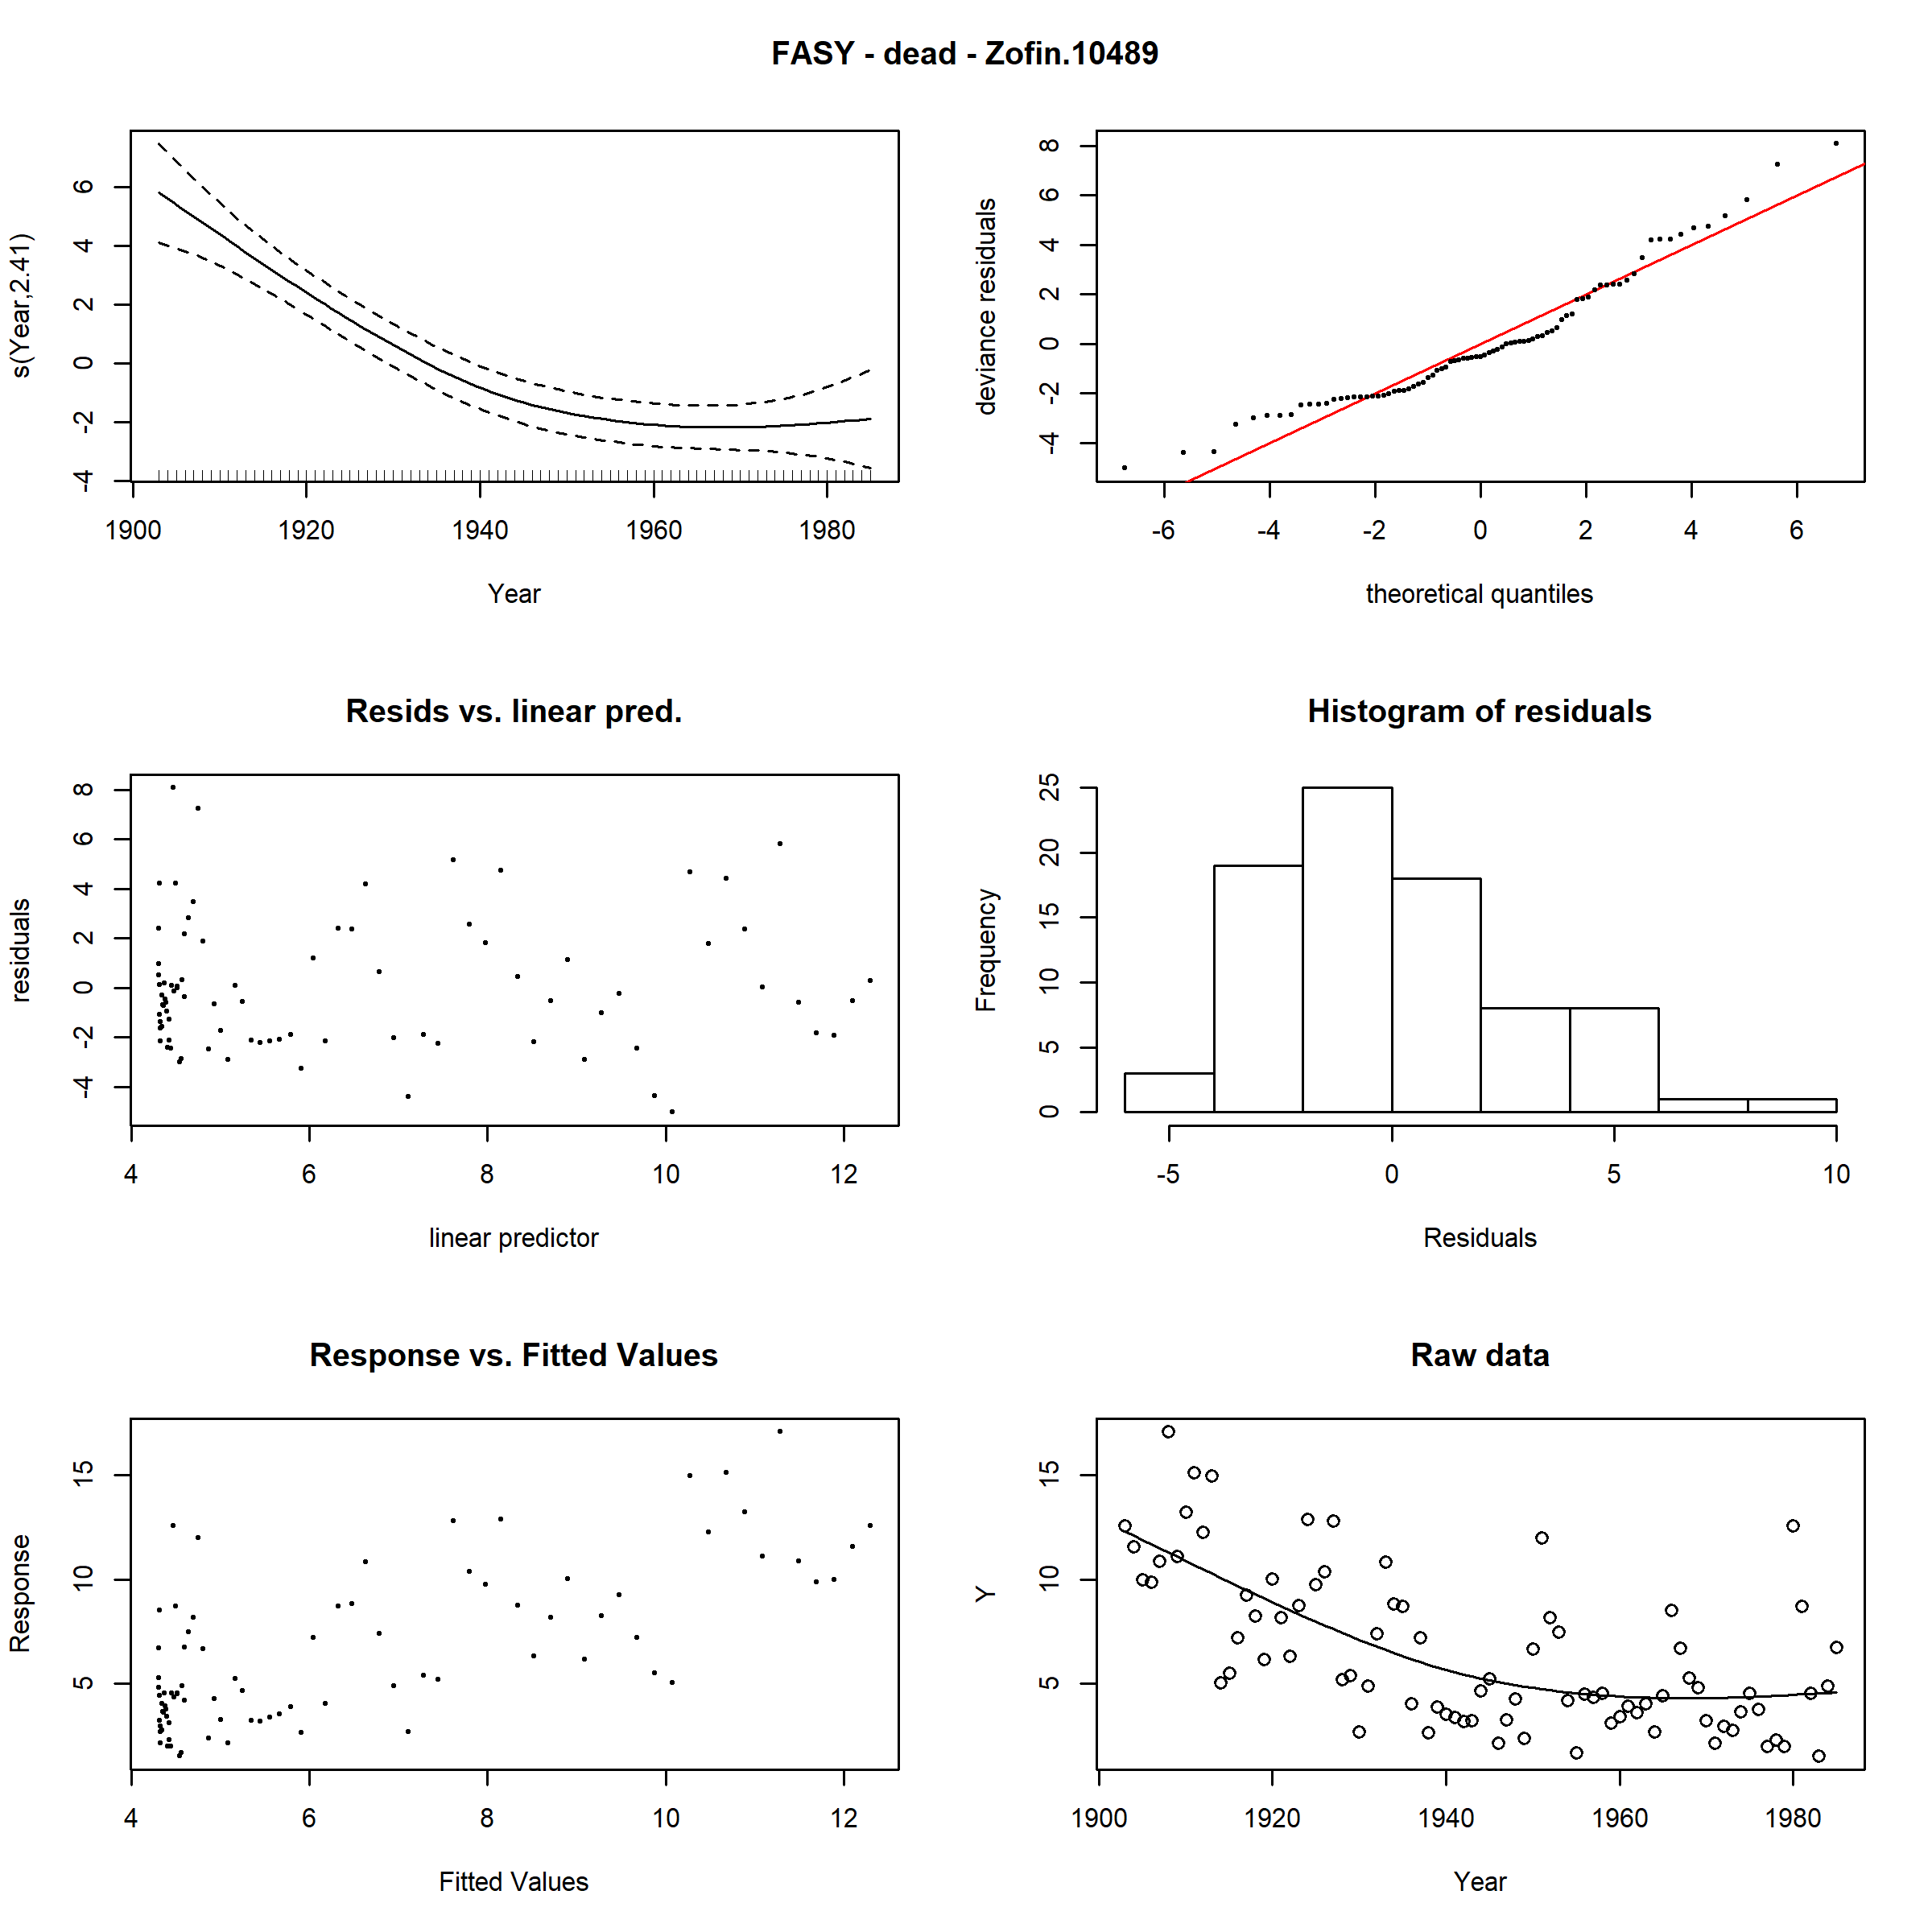 FASY - dead - Zofin.10489
s(Year,2.41)
6
4
2
0
-2
-4
1900 1920 1940 1960 1980
Year
deviance residuals
8
6
4
2
0
-2
-4
-6 -4 -2 0 2 4 6
theoretical quantiles
Resids vs. linear pred.
residuals
8
6
4
2
0
-2
-4
4 6 8 10 12
linear predictor
Histogram of residuals
Frequency
25
20
15
10
5
0
-5 0 5 10
Residuals
Response vs. Fitted Values
Response
15
10
5
4 6 8 10 12
Fitted Values
Raw data
Y
15
10
5
1900 1920 1940 1960 1980
Year